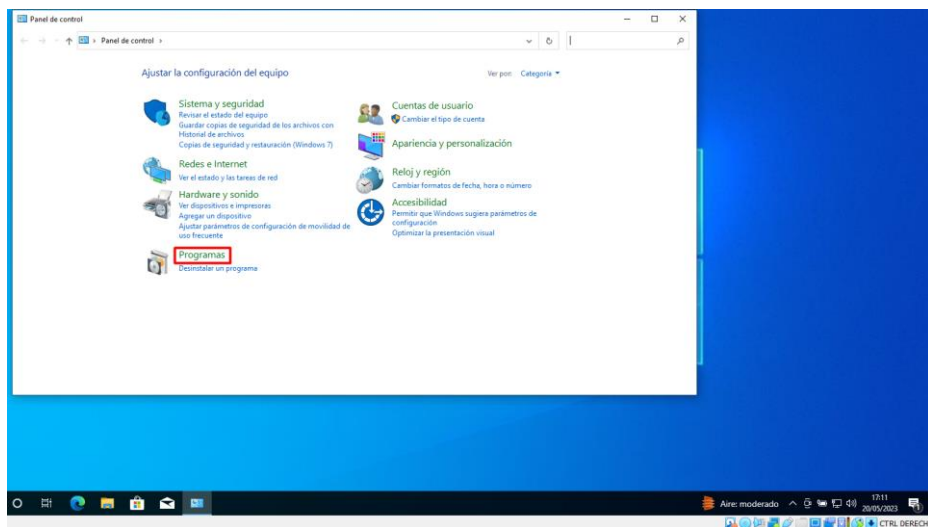 Panel de control
Panel de control
Ajustar la configuración del equipo
Ver por: Categoría
Sistema y seguridad
Revisar el estado del equipo
Guardar copias de seguridad de los archivos con
Historial de archivos
Copias de seguridad y restauración (Windows 7)
Redes e Internet
Ver el estado y las tareas de red
Hardware y sonido
Ver dispositivos e impresoras
Agregar un dispositivo
Ajustar parámetros de configuración de movilidad de
uso frecuente
Programas
Desinstalar un programa
Cuentas de usuario
Cambiar el tipo de cuenta
Apariencia y personalización
Reloj y región
Cambiar formatos de fecha, hora o número
Accesibilidad
Permitir que Windows sugiera parámetros de
configuración
Optimizar la presentación visual
Aire: moderado
17:11
20/05/2023
CTRL DERECH